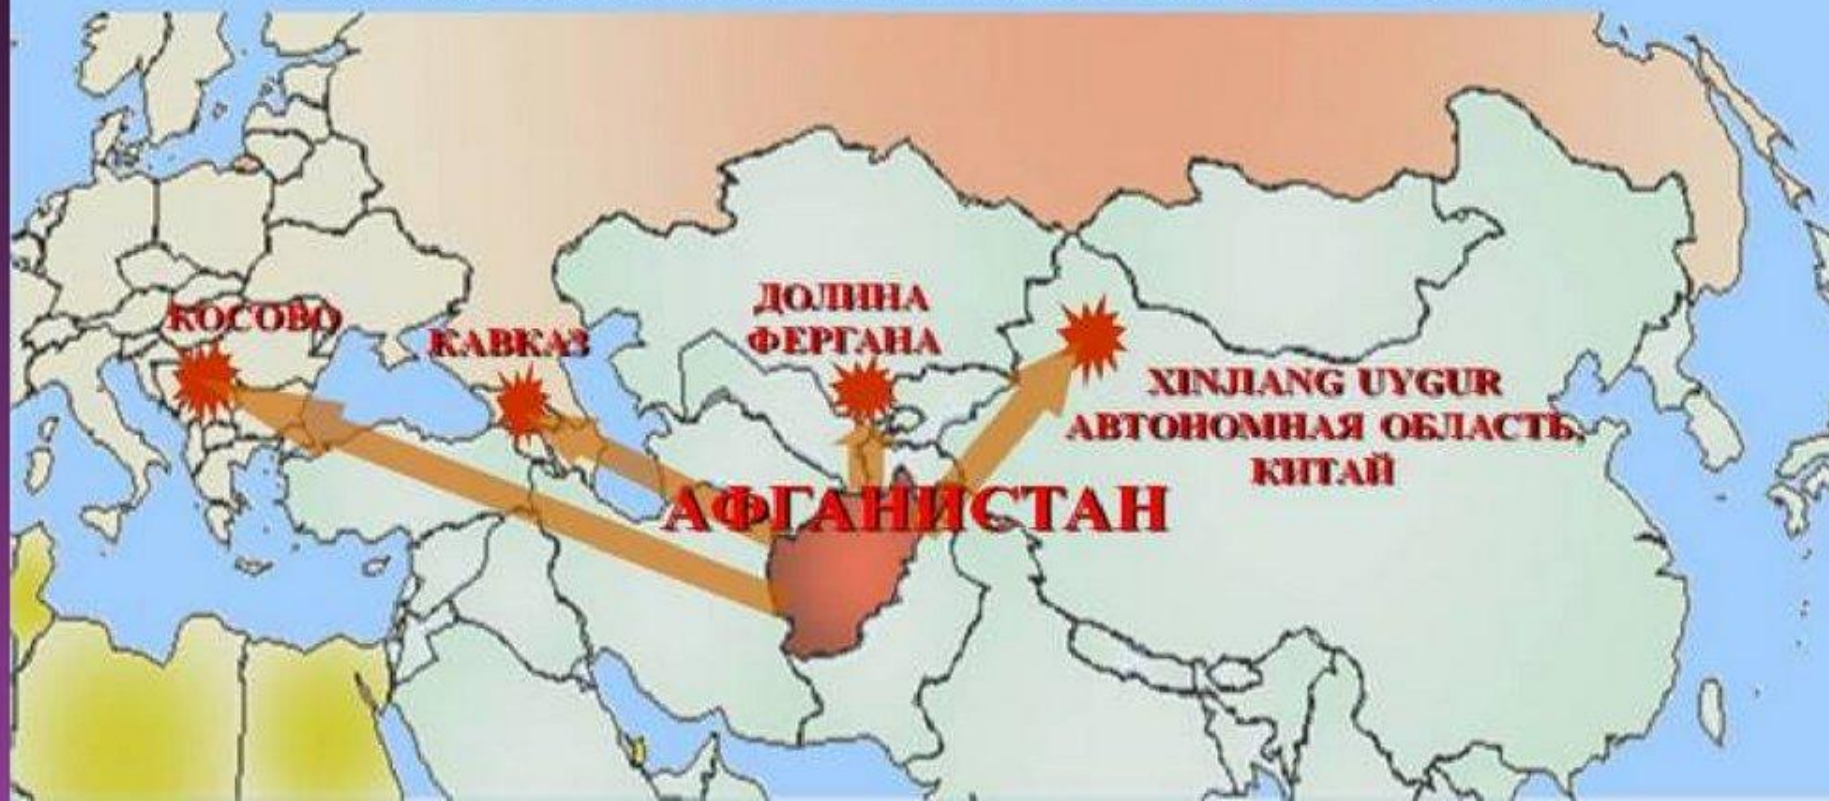 КОСОВО
КАВКАЗ
ДОЛИНА
ФЕРГАНА
XINJIANG UYGUR
АВТОНОМНАЯ ОБЛАСТЬ,
КИТАЙ
АФГАНИСТАН